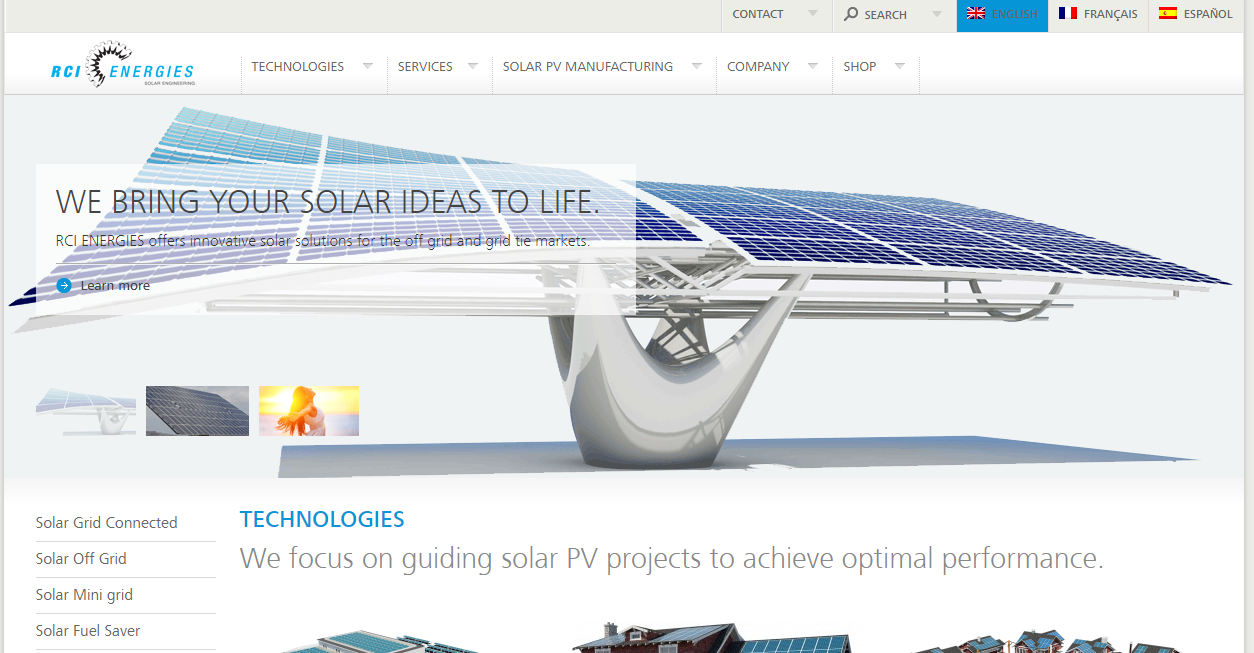 CONTACT
SEARCH
ENGLISH
FRANÇAIS
ESPAÑOL
RCI ENERGIES
SOLAR ENGINEERING
TECHNOLOGIES
SERVICES
SOLAR PV MANUFACTURING
COMPANY
SHOP
WE BRING YOUR SOLAR IDEAS TO LIFE.
RCI ENERGIES offers innovative solar solutions for the off grid and grid tie markets.
Learn more
Solar Grid Connected
Solar Off Grid
Solar Mini grid
Solar Fuel Saver
TECHNOLOGIES
We focus on guiding solar PV projects to achieve optimal performance.